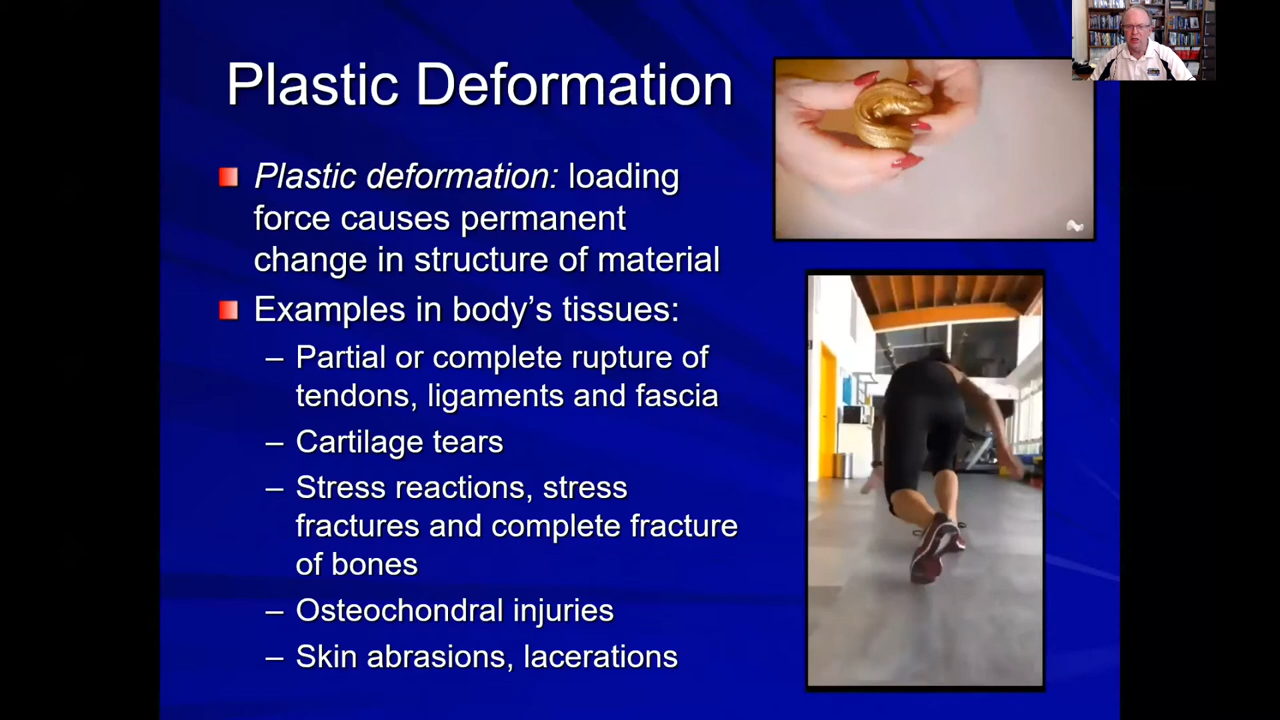 Plastic Deformation
Plastic deformation: loading
force causes permanent
change in structure of material
Examples in body’s tissues:
– Partial or complete rupture of
tendons, ligaments and fascia
– Cartilage tears
– Stress reactions, stress
fractures and complete fracture
of bones
– Osteochondral injuries
– Skin abrasions, lacerations